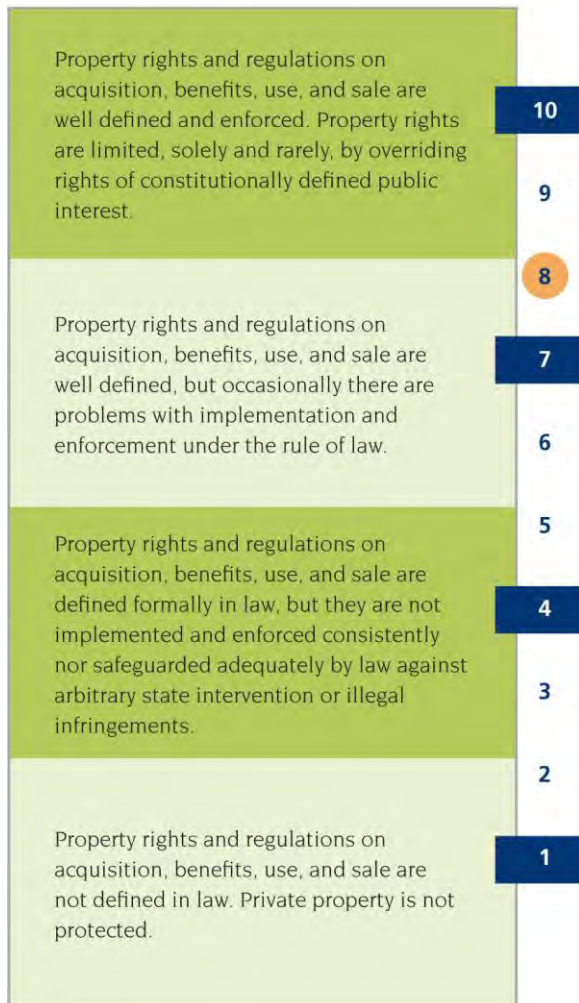 Property rights and regulations on
acquisition, benefits, use, and sale are
well defined and enforced. Property rights
are limited, solely and rarely, by overriding
rights of constitutionally defined public
interest.
10
9
8
Property rights and regulations on
acquisition, benefits, use, and sale are
well defined, but occasionally there are
problems with implementation and
enforcement under the rule of law.
7
6
5
Property rights and regulations on
acquisition, benefits, use, and sale are
defined formally in law, but they are not
implemented and enforced consistently
nor safeguarded adequately by law against
arbitrary state intervention or illegal
infringements.
4
3
2
Property rights and regulations on
acquisition, benefits, use, and sale are
not defined in law. Private property is not
protected.
1